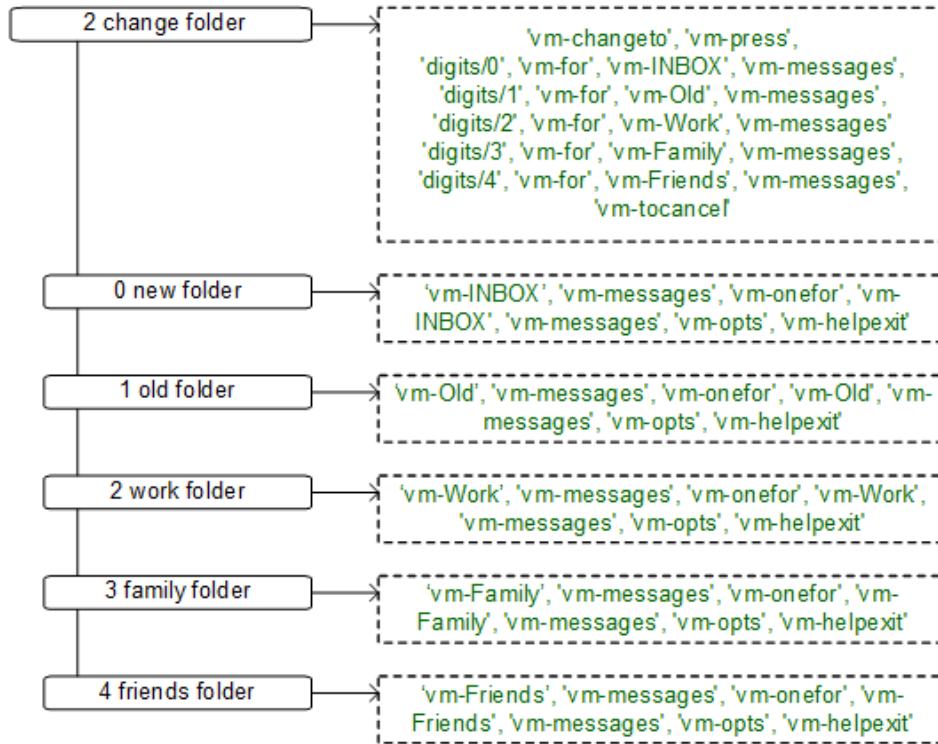 2 change folder
'vm-changeto', 'vm-press',
'digits/0', 'vm-for', 'vm-INBOX', 'vm-messages',
'digits/1', 'vm-for', 'vm-Old', 'vm-messages',
'digits/2', 'vm-for', 'vm-Work', 'vm-messages'
'digits/3', 'vm-for', 'vm-Family', 'vm-messages',
'digits/4', 'vm-for', 'vm-Friends', 'vm-messages',
'vm-tocancel'
0 new folder
‘vm-INBOX’, 'vm-messages', 'vm-onefor', 'vm-
INBOX', 'vm-messages', 'vm-opts', 'vm-helpexit'
1 old folder
‘vm-Old’, 'vm-messages', 'vm-onefor', 'vm-Old', 'vm-
messages', 'vm-opts', 'vm-helpexit'
2 work folder
‘vm-Work’, 'vm-messages', 'vm-onefor', 'vm-Work',
'vm-messages', 'vm-opts', 'vm-helpexit'
3 family folder
‘vm-Family’, 'vm-messages', 'vm-onefor', 'vm-
Family', 'vm-messages', 'vm-opts', 'vm-helpexit'
4 friends folder
‘vm-Friends’, 'vm-messages', 'vm-onefor', 'vm-
Friends', 'vm-messages', 'vm-opts', 'vm-helpexit'